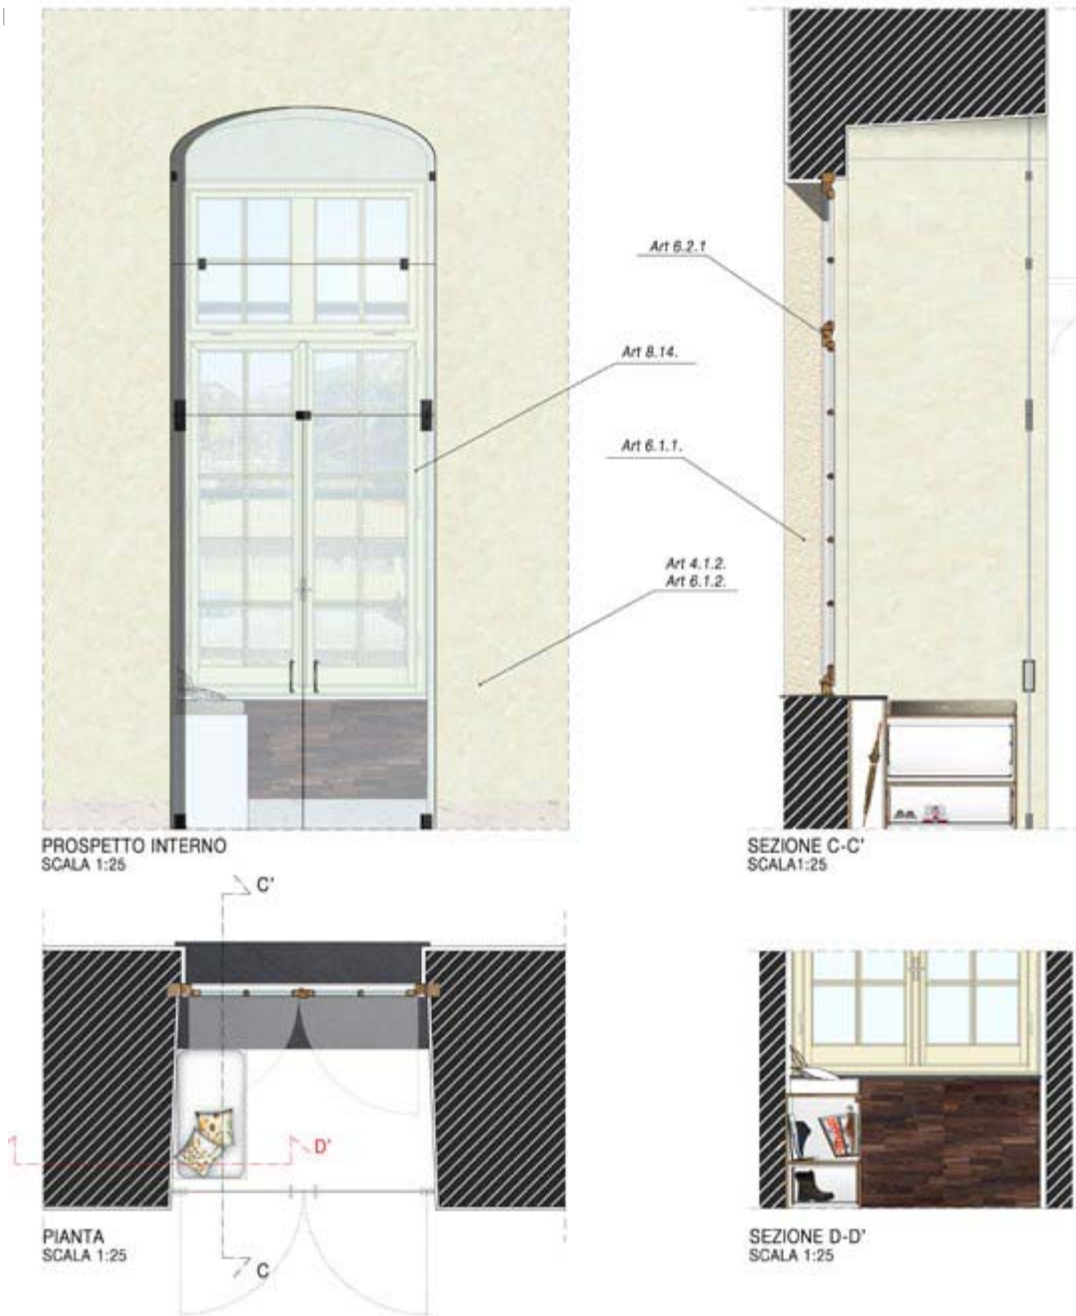 Art 6.2.1
Art 8.14.
Art 6.1.1.
Art 4.1.2.
Art 6.1.2.
PROSPETTO INTERNO
SCALA 1:25
SEZIONE C-C'
SCALA1:25
C'
D'
C
PIANTA
SCALA 1:25
SEZIONE D-D'
SCALA 1:25